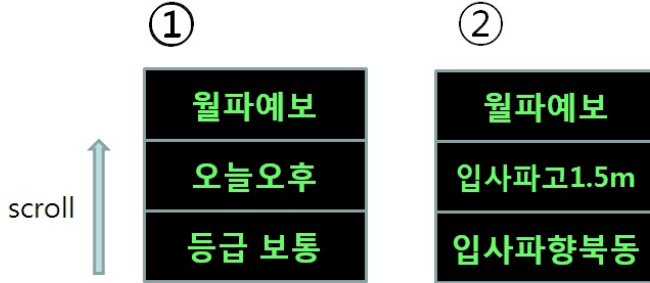 ①
월파예보
오늘오후
등급 보통
scroll
②
월파예보
입사파고1.5m
입사파향북동